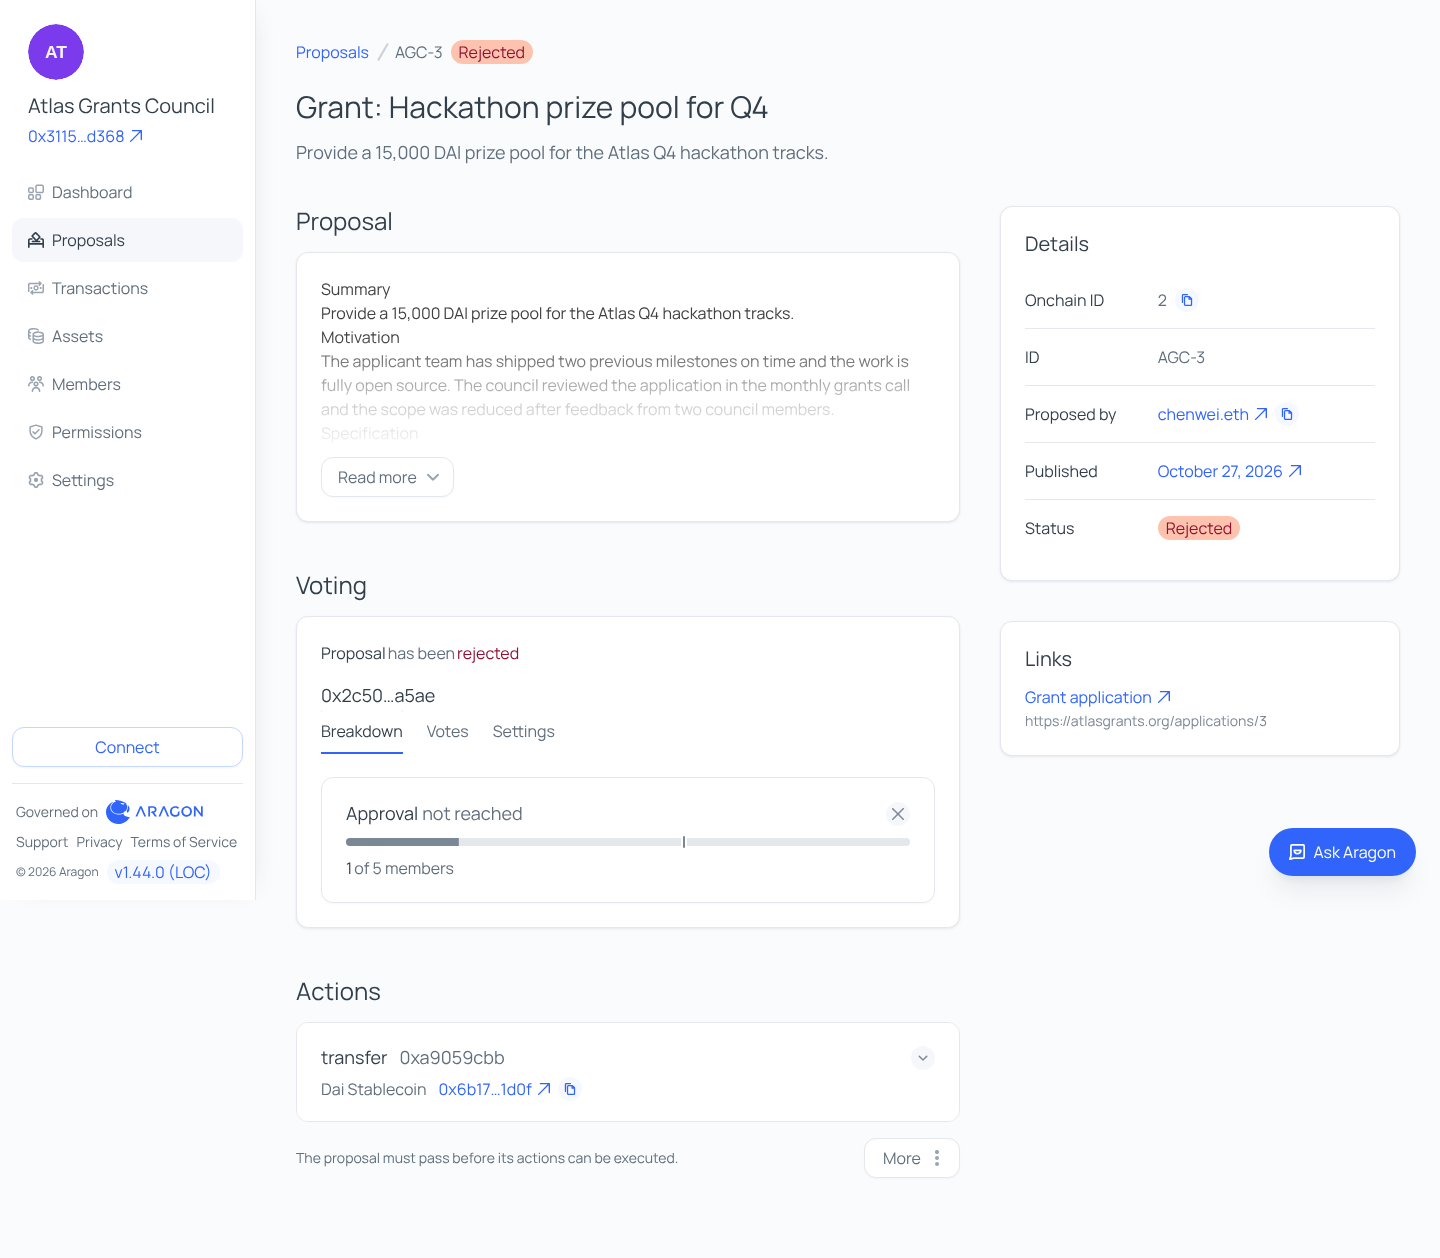 AT
Atlas Grants Council
0x3115...d368
Dashboard
Proposals
Transactions
Assets
Members
Permissions
Settings
Connect
Governed on ARAGON
Support Privacy Terms of Service
© 2026 Aragon v1.44.0 (LOC)
Proposals / AGC-3 Rejected
Grant: Hackathon prize pool for Q4
Provide a 15,000 DAI prize pool for the Atlas Q4 hackathon tracks.
Proposal
Summary
Provide a 15,000 DAI prize pool for the Atlas Q4 hackathon tracks.
Motivation
The applicant team has shipped two previous milestones on time and the work is
fully open source. The council reviewed the application in the monthly grants call
and the scope was reduced after feedback from two council members.
Specification
Read more
Voting
Proposal has been rejected
0x2c50...a5ae
Breakdown Votes Settings
Approval not reached
1 of 5 members
Actions
transfer 0xa9059cbb
Dai Stablecoin 0x6b17...1d0f
The proposal must pass before its actions can be executed.
More
Details
Onchain ID 2
ID AGC-3
Proposed by chenwei.eth
Published October 27, 2026
Status Rejected
Links
Grant application
https://atlasgrants.org/applications/3
Ask Aragon